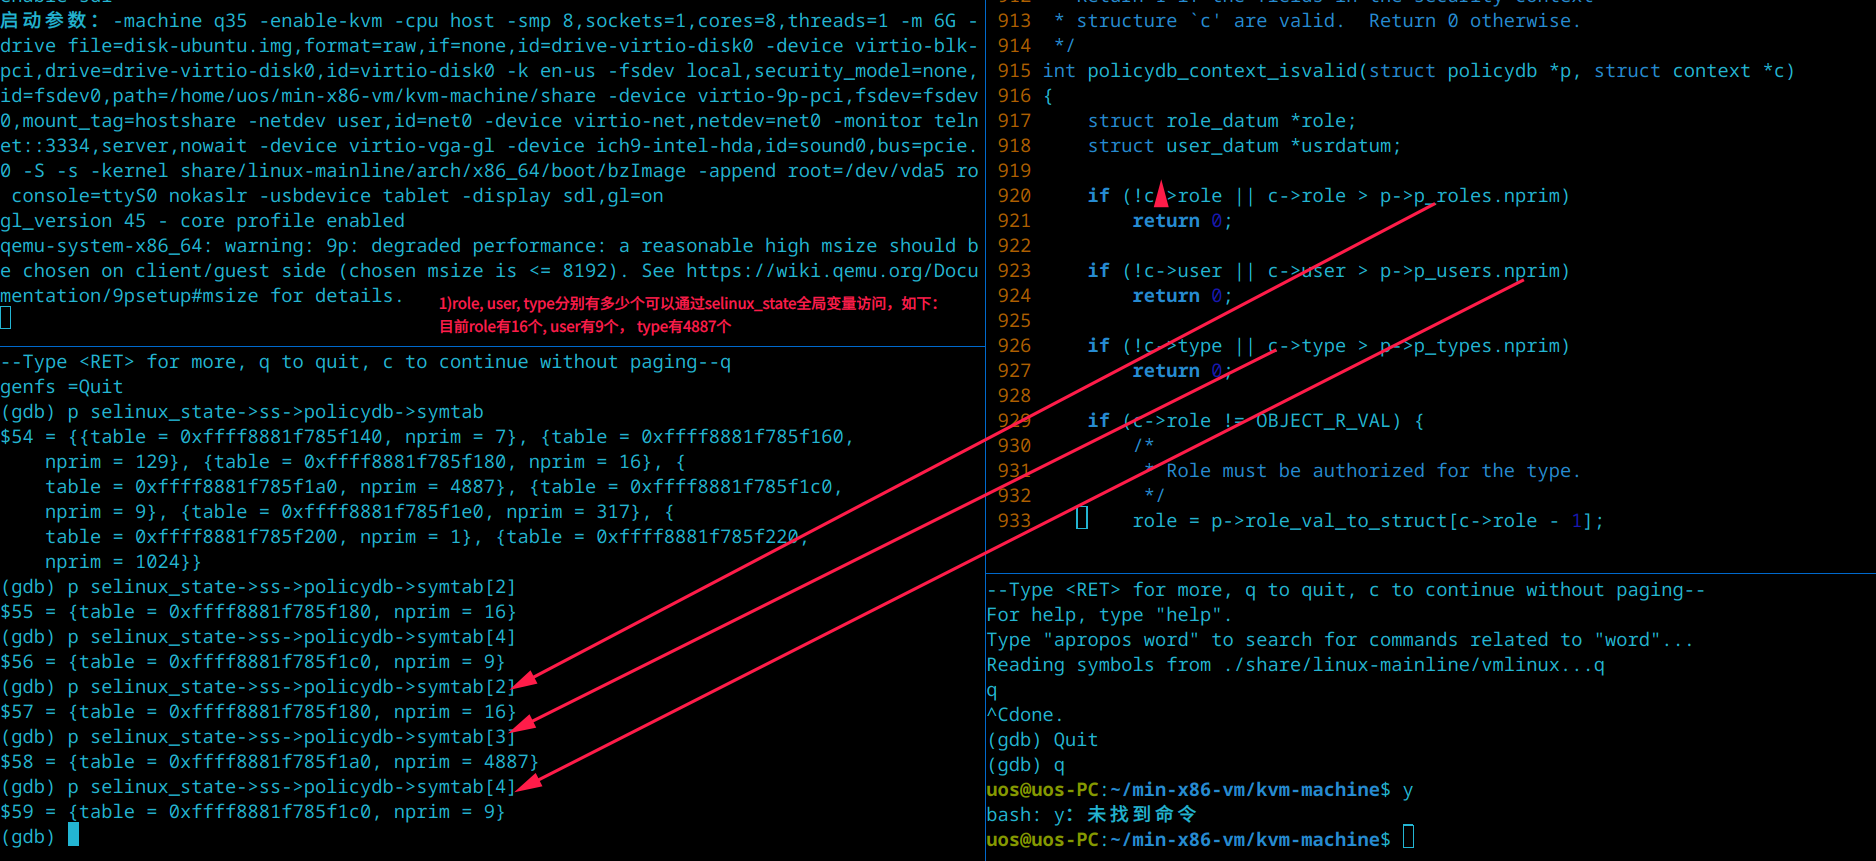 启动参数: -machine q35 -enable-kvm -cpu host -smp 8,sockets=1,cores=8,threads=1 -m 6G -
drive file=disk-ubuntu.img,format=raw,if=none,id=drive-virtio-disk0 -device virtio-blk-
pci,drive=drive-virtio-disk0,id=virtio-disk0 -k en-us -fsdev local,security_model=none,
id=fsdev0,path=/home/uos/min-x86-vm/kvm-machine/share -device virtio-9p-pci,fsdev=fsdev
0,mount_tag=hostshare -netdev user,id=net0 -device virtio-net,netdev=net0 -monitor teln
et::3334,server,nowait -device virtio-vga-gl -device ich9-intel-hda,id=sound0,bus=pcie.
0 -S -s -kernel share/linux-mainline/arch/x86_64/boot/bzImage -append root=/dev/vda5 ro
 console=ttyS0 nokaslr -usbdevice tablet -display sdl,gl=on
gl_version 45 - core profile enabled
qemu-system-x86_64: warning: 9p: degraded performance: a reasonable high msize should b
e chosen on client/guest side (chosen msize is <= 8192). See https://wiki.qemu.org/Docu
mentation/9psetup#msize for details.
1)role, user, type分别有多少个可以通过selinux_state全局变量访问，如下：
目前role有16个, user有9个， type有4887个
--Type <RET> for more, q to quit, c to continue without paging--q
genfs =Quit
(gdb) p selinux_state->ss->policydb->symtab
$54 = {{table = 0xffff8881f785f140, nprim = 7}, {table = 0xffff8881f785f160,
    nprim = 129}, {table = 0xffff8881f785f180, nprim = 16}, {
    table = 0xffff8881f785f1a0, nprim = 4887}, {table = 0xffff8881f785f1c0,
    nprim = 9}, {table = 0xffff8881f785f1e0, nprim = 317}, {
    table = 0xffff8881f785f200, nprim = 1}, {table = 0xffff8881f785f220,
    nprim = 1024}}
(gdb) p selinux_state->ss->policydb->symtab[2]
$55 = {table = 0xffff8881f785f180, nprim = 16}
(gdb) p selinux_state->ss->policydb->symtab[4]
$56 = {table = 0xffff8881f785f1c0, nprim = 9}
(gdb) p selinux_state->ss->policydb->symtab[2]
$57 = {table = 0xffff8881f785f180, nprim = 16}
(gdb) p selinux_state->ss->policydb->symtab[3]
$58 = {table = 0xffff8881f785f1a0, nprim = 4887}
(gdb) p selinux_state->ss->policydb->symtab[4]
$59 = {table = 0xffff8881f785f1c0, nprim = 9}
(gdb)
913  * structure `c' are valid.  Return 0 otherwise.
914  */
915 int policydb_context_isvalid(struct policydb *p, struct context *c)
916 {
917     struct role_datum *role;
918     struct user_datum *usrdatum;
919
920     if (!c->role || c->role > p->p_roles.nprim)
921         return 0;
922
923     if (!c->user || c->user > p->p_users.nprim)
924         return 0;
925
926     if (!c->type || c->type > p->p_types.nprim)
927         return 0;
928
929     if (c->role != OBJECT_R_VAL) {
930         /*
931          * Role must be authorized for the type.
932          */
933         role = p->role_val_to_struct[c->role - 1];
--Type <RET> for more, q to quit, c to continue without paging--
For help, type "help".
Type "apropos word" to search for commands related to "word"...
Reading symbols from ./share/linux-mainline/vmlinux...q
q
^Cdone.
(gdb) Quit
(gdb) q
uos@uos-PC:~/min-x86-vm/kvm-machine$ y
bash: y: 未找到命令
uos@uos-PC:~/min-x86-vm/kvm-machine$